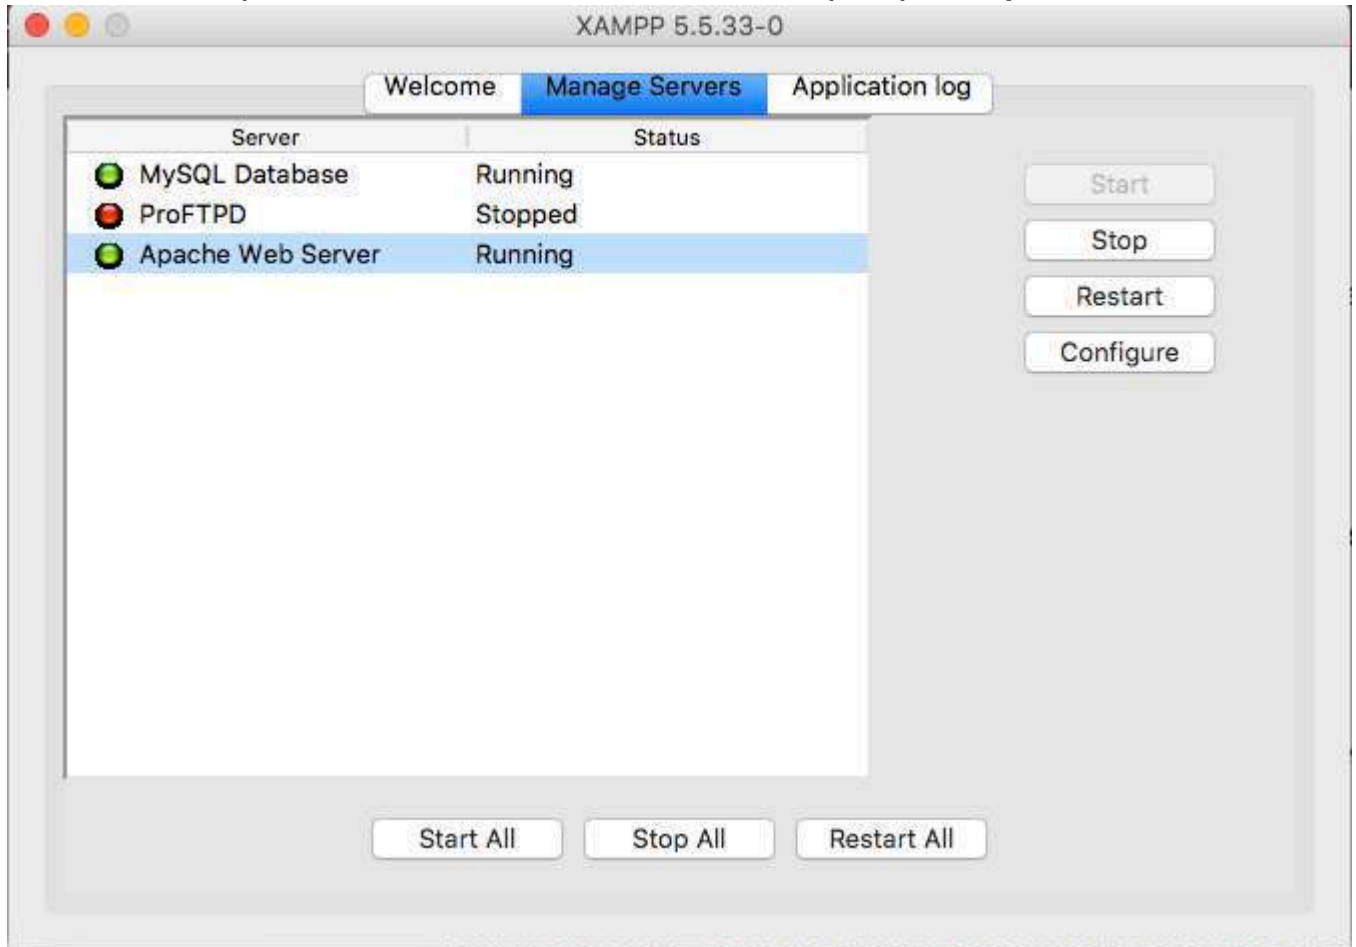 XAMPP 5.5.33-0
Welcome Manage Servers Application log
Server Status
MySQL Database Running
ProFTPD Stopped
Apache Web Server Running
Start
Stop
Restart
Configure
Start All Stop All Restart All